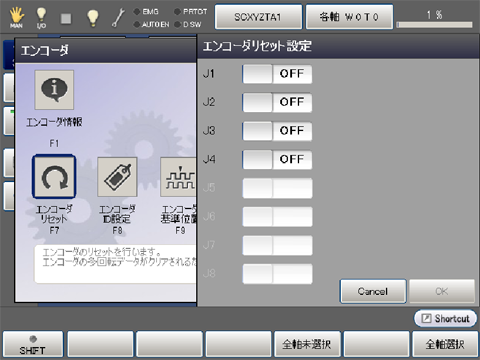 MAN
I/O
EMG
PRTOT
AUTO EN
D SW
SCXYZTA1
各軸 W 0 T 0
1 %
エンコーダ
エンコーダリセット設定
エンコーダ情報
F1
エンコーダ
リセット
F7
エンコーダ
ID設定
F8
エンコー
基準位置
F9
エンコーダのリセットを行います。
エンコーダの多回転データがクリアされるた
J1 OFF
J2 OFF
J3 OFF
J4 OFF
J5
J6
J7
J8
Cancel
OK
Shortcut
SHIFT
全軸未選択
全軸選択